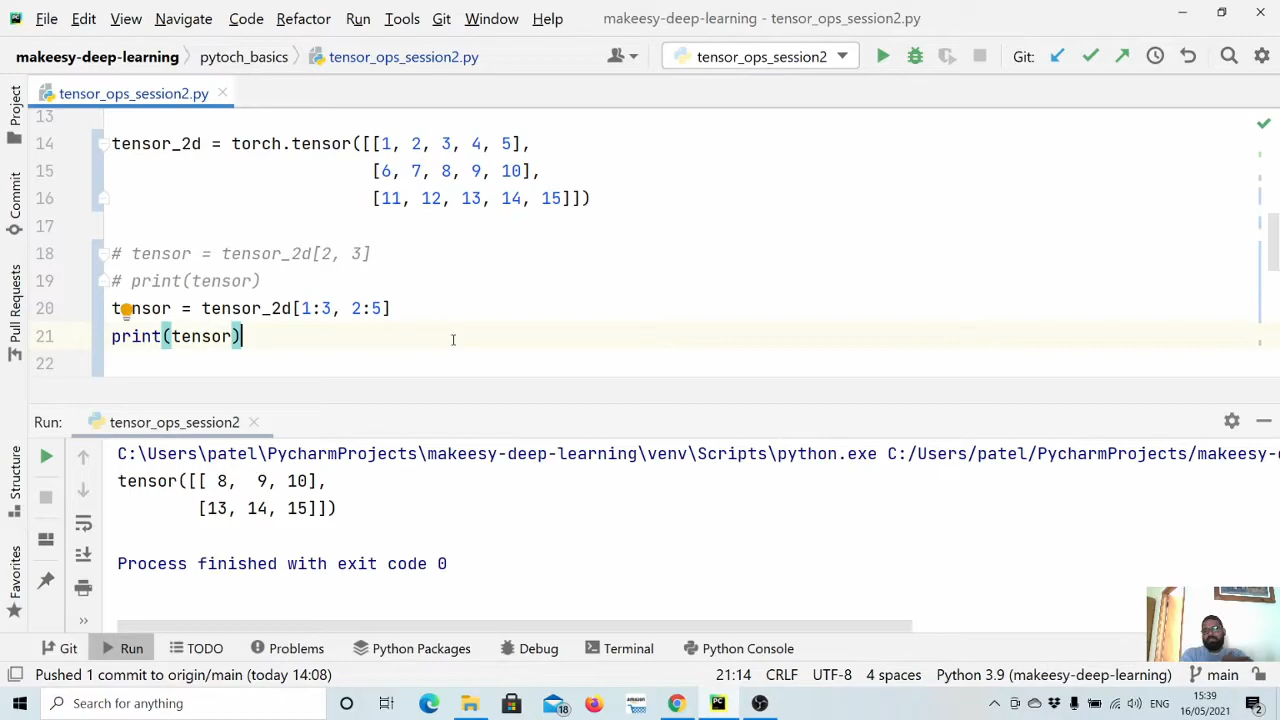 File Edit View Navigate Code Refactor Run Tools Git Window Help makeesy-deep-learning - tensor_ops_session2.py
makeesy-deep-learning pytoch_basics tensor_ops_session2.py tensor_ops_session2 Git:
tensor_ops_session2.py
Project
Commit
Pull Requests
Structure
Favorites
13
14 tensor_2d = torch.tensor([[1, 2, 3, 4, 5],
15 [6, 7, 8, 9, 10],
16 [11, 12, 13, 14, 15]])
17
18 # tensor = tensor_2d[2, 3]
19 # print(tensor)
20 tensor = tensor_2d[1:3, 2:5]
21 print(tensor)
22
Run: tensor_ops_session2
C:\Users\patel\PycharmProjects\makeesy-deep-learning\venv\Scripts\python.exe C:/Users/patel/PycharmProjects/makeesy-d
tensor([[ 8,  9, 10],
[13, 14, 15]])
Process finished with exit code 0
Git Run TODO Problems Python Packages Debug Terminal Python Console
Pushed 1 commit to origin/main (today 14:08) 21:14 CRLF UTF-8 4 spaces Python 3.9 (makeesy-deep-learning) main
Search for anything amazon 18 15:39
16/05/2021 2